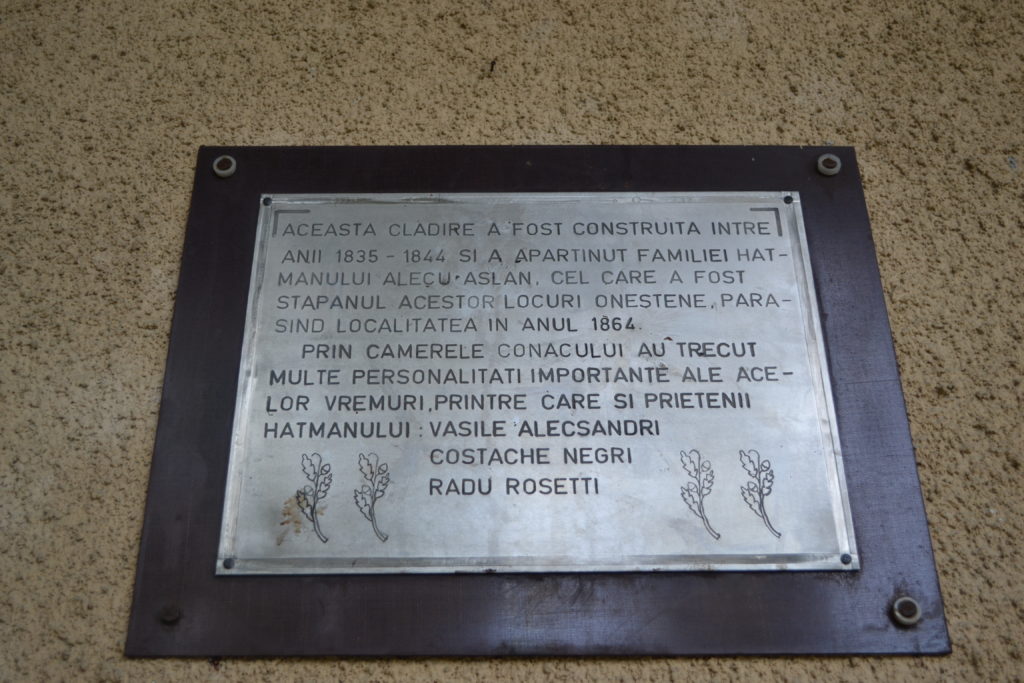 ACEASTA CLADIRE A FOST CONSTRUITA INTRE
ANII 1835 - 1844 SI A APARTINUT FAMILIEI HAT-
MANULUI ALECU ASLAN, CEL CARE A FOST
STAPANUL ACESTOR LOCURI ONESTENE, PARA-
SIND LOCALITATEA IN ANUL 1864.
PRIN CAMERELE CONACULUI AU TRECUT
MULTE PERSONALITATI IMPORTANTE ALE ACE-
LOR VREMURI, PRINTRE CARE SI PRIETENII
HATMANULUI : VASILE ALECSANDRI
COSTACHE NEGRI
RADU ROSETTI